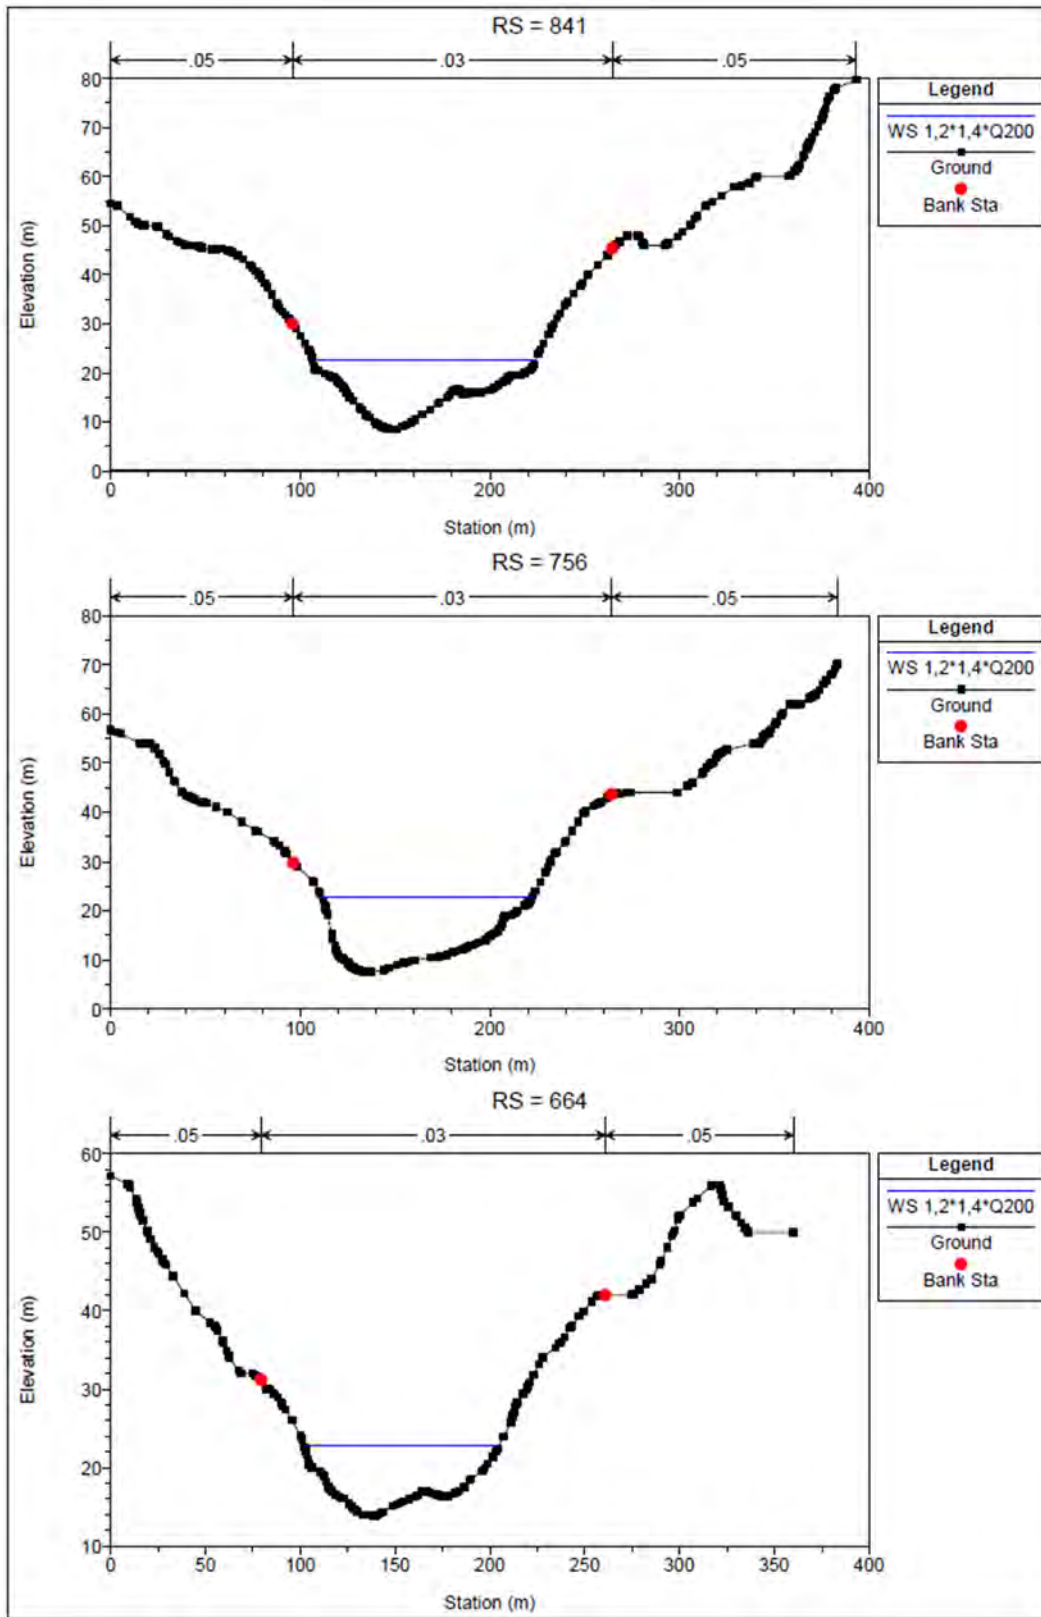 RS = 841
.05 .03 .05
80
70
60
50
40
30
20
10
0
Elevation (m)
0 100 200 300 400
Station (m)
Legend
WS 1,2*1,4*Q200
Ground
Bank Sta
RS = 756
.05 .03 .05
80
70
60
50
40
30
20
10
0
Elevation (m)
0 100 200 300 400
Station (m)
Legend
WS 1,2*1,4*Q200
Ground
Bank Sta
RS = 664
.05 .03 .05
60
50
40
30
20
10
Elevation (m)
0 50 100 150 200 250 300 350 400
Station (m)
Legend
WS 1,2*1,4*Q200
Ground
Bank Sta